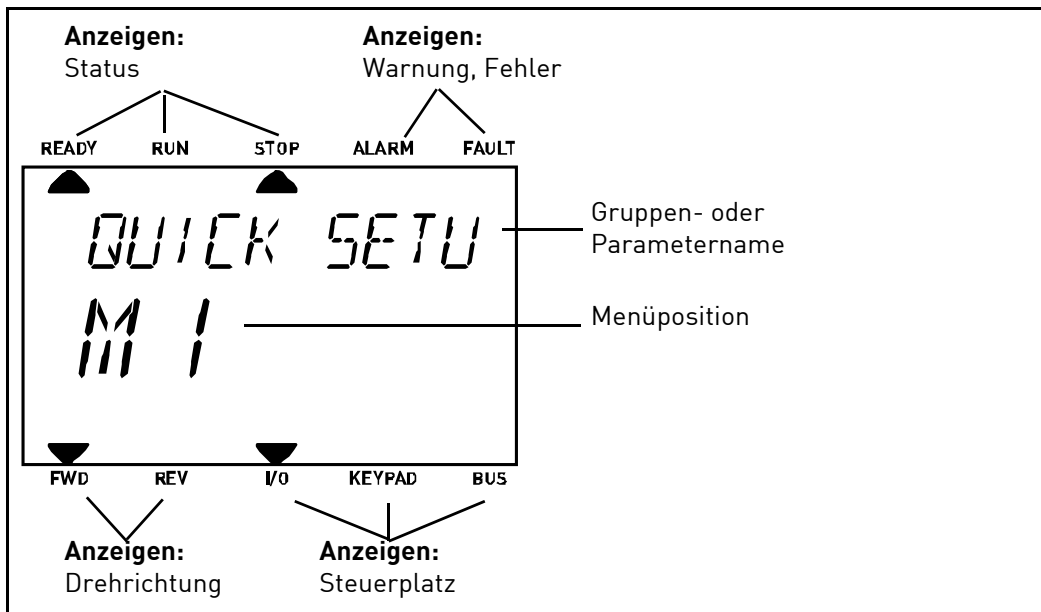 Anzeigen:
Status
Anzeigen:
Warnung, Fehler
READY RUN STOP ALARM FAULT
QUICK SETU
M 1
Gruppen- oder
Parametername
Menüposition
FWD REV I/O KEYPAD BUS
Anzeigen:
Drehrichtung
Anzeigen:
Steuerplatz